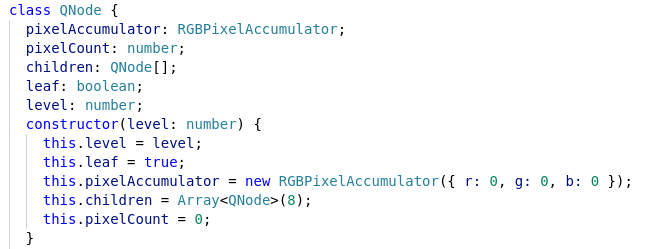 class QNode {
  pixelAccumulator: RGBPixelAccumulator;
  pixelCount: number;
  children: QNode[];
  leaf: boolean;
  level: number;
  constructor(level: number) {
    this.level = level;
    this.leaf = true;
    this.pixelAccumulator = new RGBPixelAccumulator({ r: 0, g: 0, b: 0 });
    this.children = Array<QNode>(8);
    this.pixelCount = 0;
  }